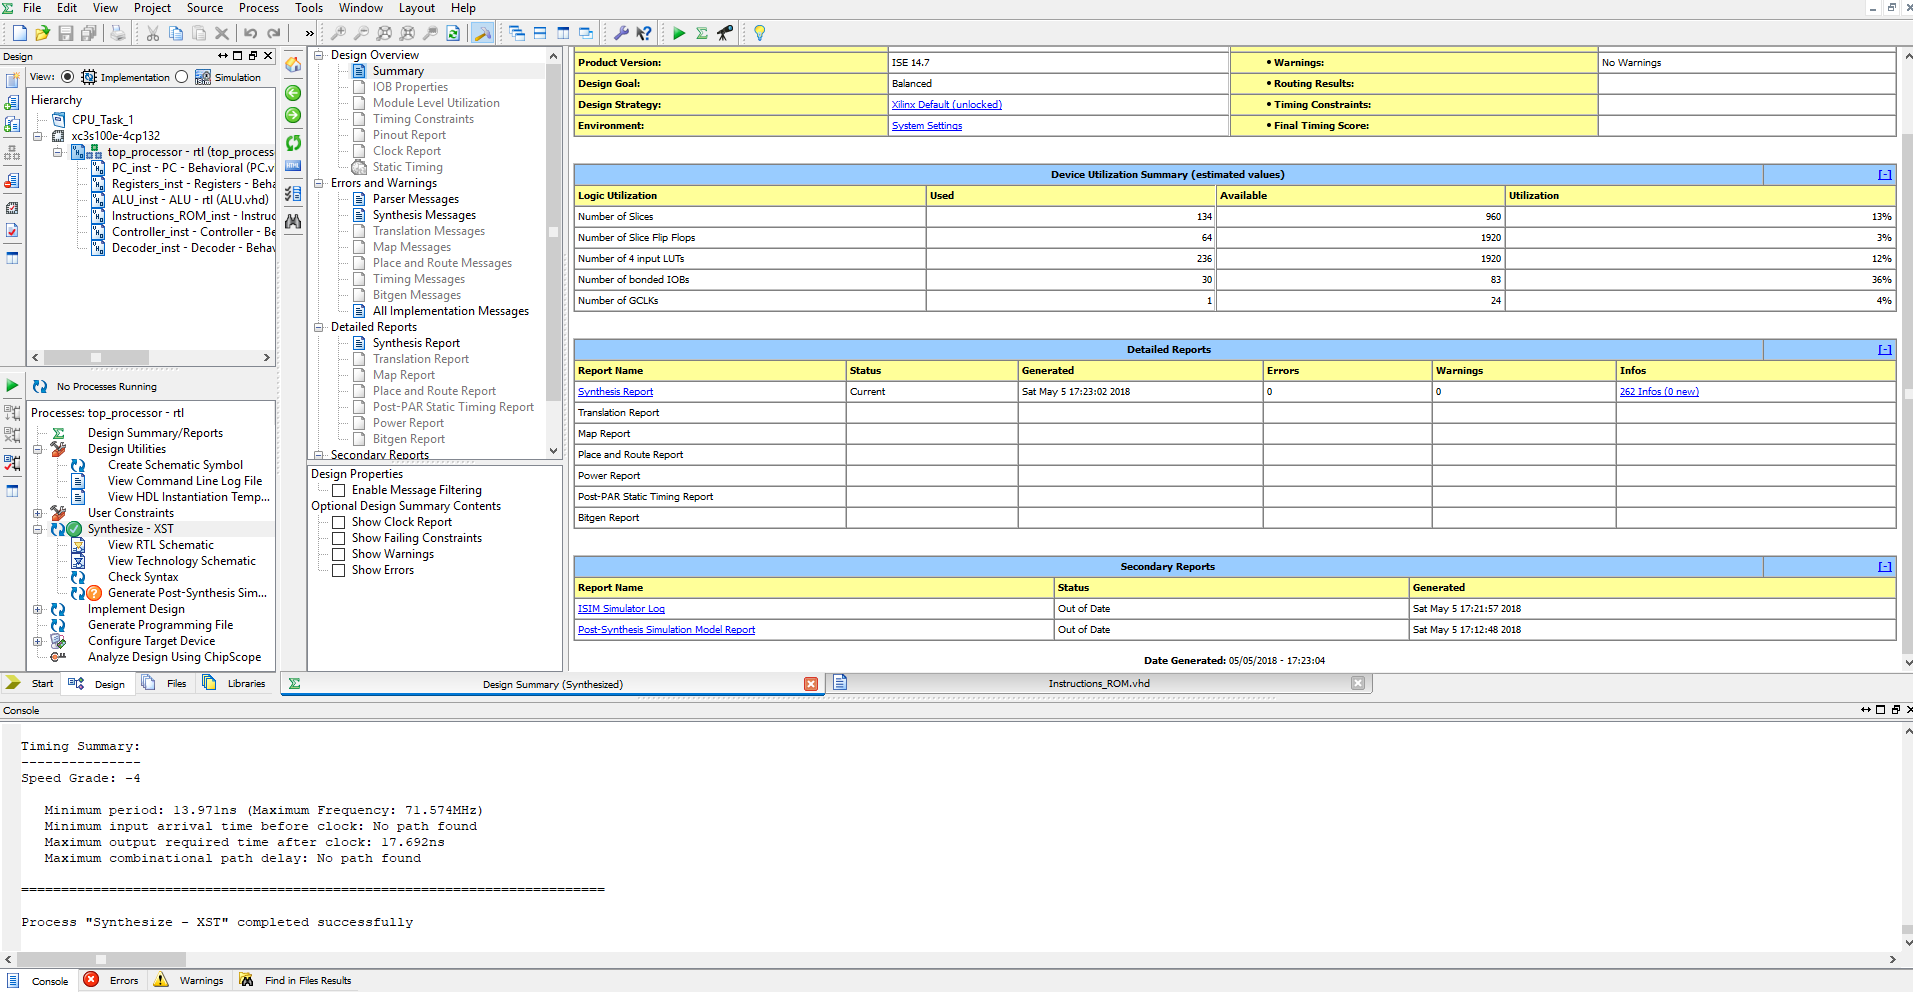 File Edit View Project Source Process Tools Window Layout Help
Design
View: Implementation Simulation
Hierarchy
CPU_Task_1
xc3s100e-4cp132
top_processor - rtl (top_process
PC_inst - PC - Behavioral (PC.v
Registers_inst - Registers - Beha
ALU_inst - ALU - rtl (ALU.vhd)
Instructions_ROM_inst - Instruc
Controller_inst - Controller - Be
Decoder_inst - Decoder - Behav
No Processes Running
Processes: top_processor - rtl
Design Summary/Reports
Design Utilities
Create Schematic Symbol
View Command Line Log File
View HDL Instantiation Temp...
User Constraints
Synthesize - XST
View RTL Schematic
View Technology Schematic
Check Syntax
Generate Post-Synthesis Sim...
Implement Design
Generate Programming File
Configure Target Device
Analyze Design Using ChipScope
Start Design Files Libraries
Design Overview
Summary
IOB Properties
Module Level Utilization
Timing Constraints
Pinout Report
Clock Report
Static Timing
Errors and Warnings
Parser Messages
Synthesis Messages
Translation Messages
Map Messages
Place and Route Messages
Timing Messages
Bitgen Messages
All Implementation Messages
Detailed Reports
Synthesis Report
Translation Report
Map Report
Place and Route Report
Post-PAR Static Timing Report
Power Report
Bitgen Report
Secondary Reports
Design Properties
Enable Message Filtering
Optional Design Summary Contents
Show Clock Report
Show Failing Constraints
Show Warnings
Show Errors
Product Version: ISE 14.7 • Warnings: No Warnings
Design Goal: Balanced • Routing Results:
Design Strategy: Xilinx Default (unlocked) • Timing Constraints:
Environment: System Settings • Final Timing Score:
Device Utilization Summary (estimated values) [-]
Logic Utilization Used Available Utilization
Number of Slices 134 960 13%
Number of Slice Flip Flops 64 1920 3%
Number of 4 input LUTs 236 1920 12%
Number of bonded IOBs 30 83 36%
Number of GCLKs 1 24 4%
Detailed Reports [-]
Report Name Status Generated Errors Warnings Infos
Synthesis Report Current Sat May 5 17:23:02 2018 0 0 262 Infos (0 new)
Translation Report
Map Report
Place and Route Report
Power Report
Post-PAR Static Timing Report
Bitgen Report
Secondary Reports [-]
Report Name Status Generated
ISIM Simulator Log Out of Date Sat May 5 17:21:57 2018
Post-Synthesis Simulation Model Report Out of Date Sat May 5 17:12:48 2018
Date Generated: 05/05/2018 - 17:23:04
Design Summary (Synthesized) Instructions_ROM.vhd
Console
Timing Summary:
---------------
Speed Grade: -4
Minimum period: 13.971ns (Maximum Frequency: 71.574MHz)
Minimum input arrival time before clock: No path found
Maximum output required time after clock: 17.692ns
Maximum combinational path delay: No path found
=========================================================================
Process "Synthesize - XST" completed successfully
Console Errors Warnings Find in Files Results